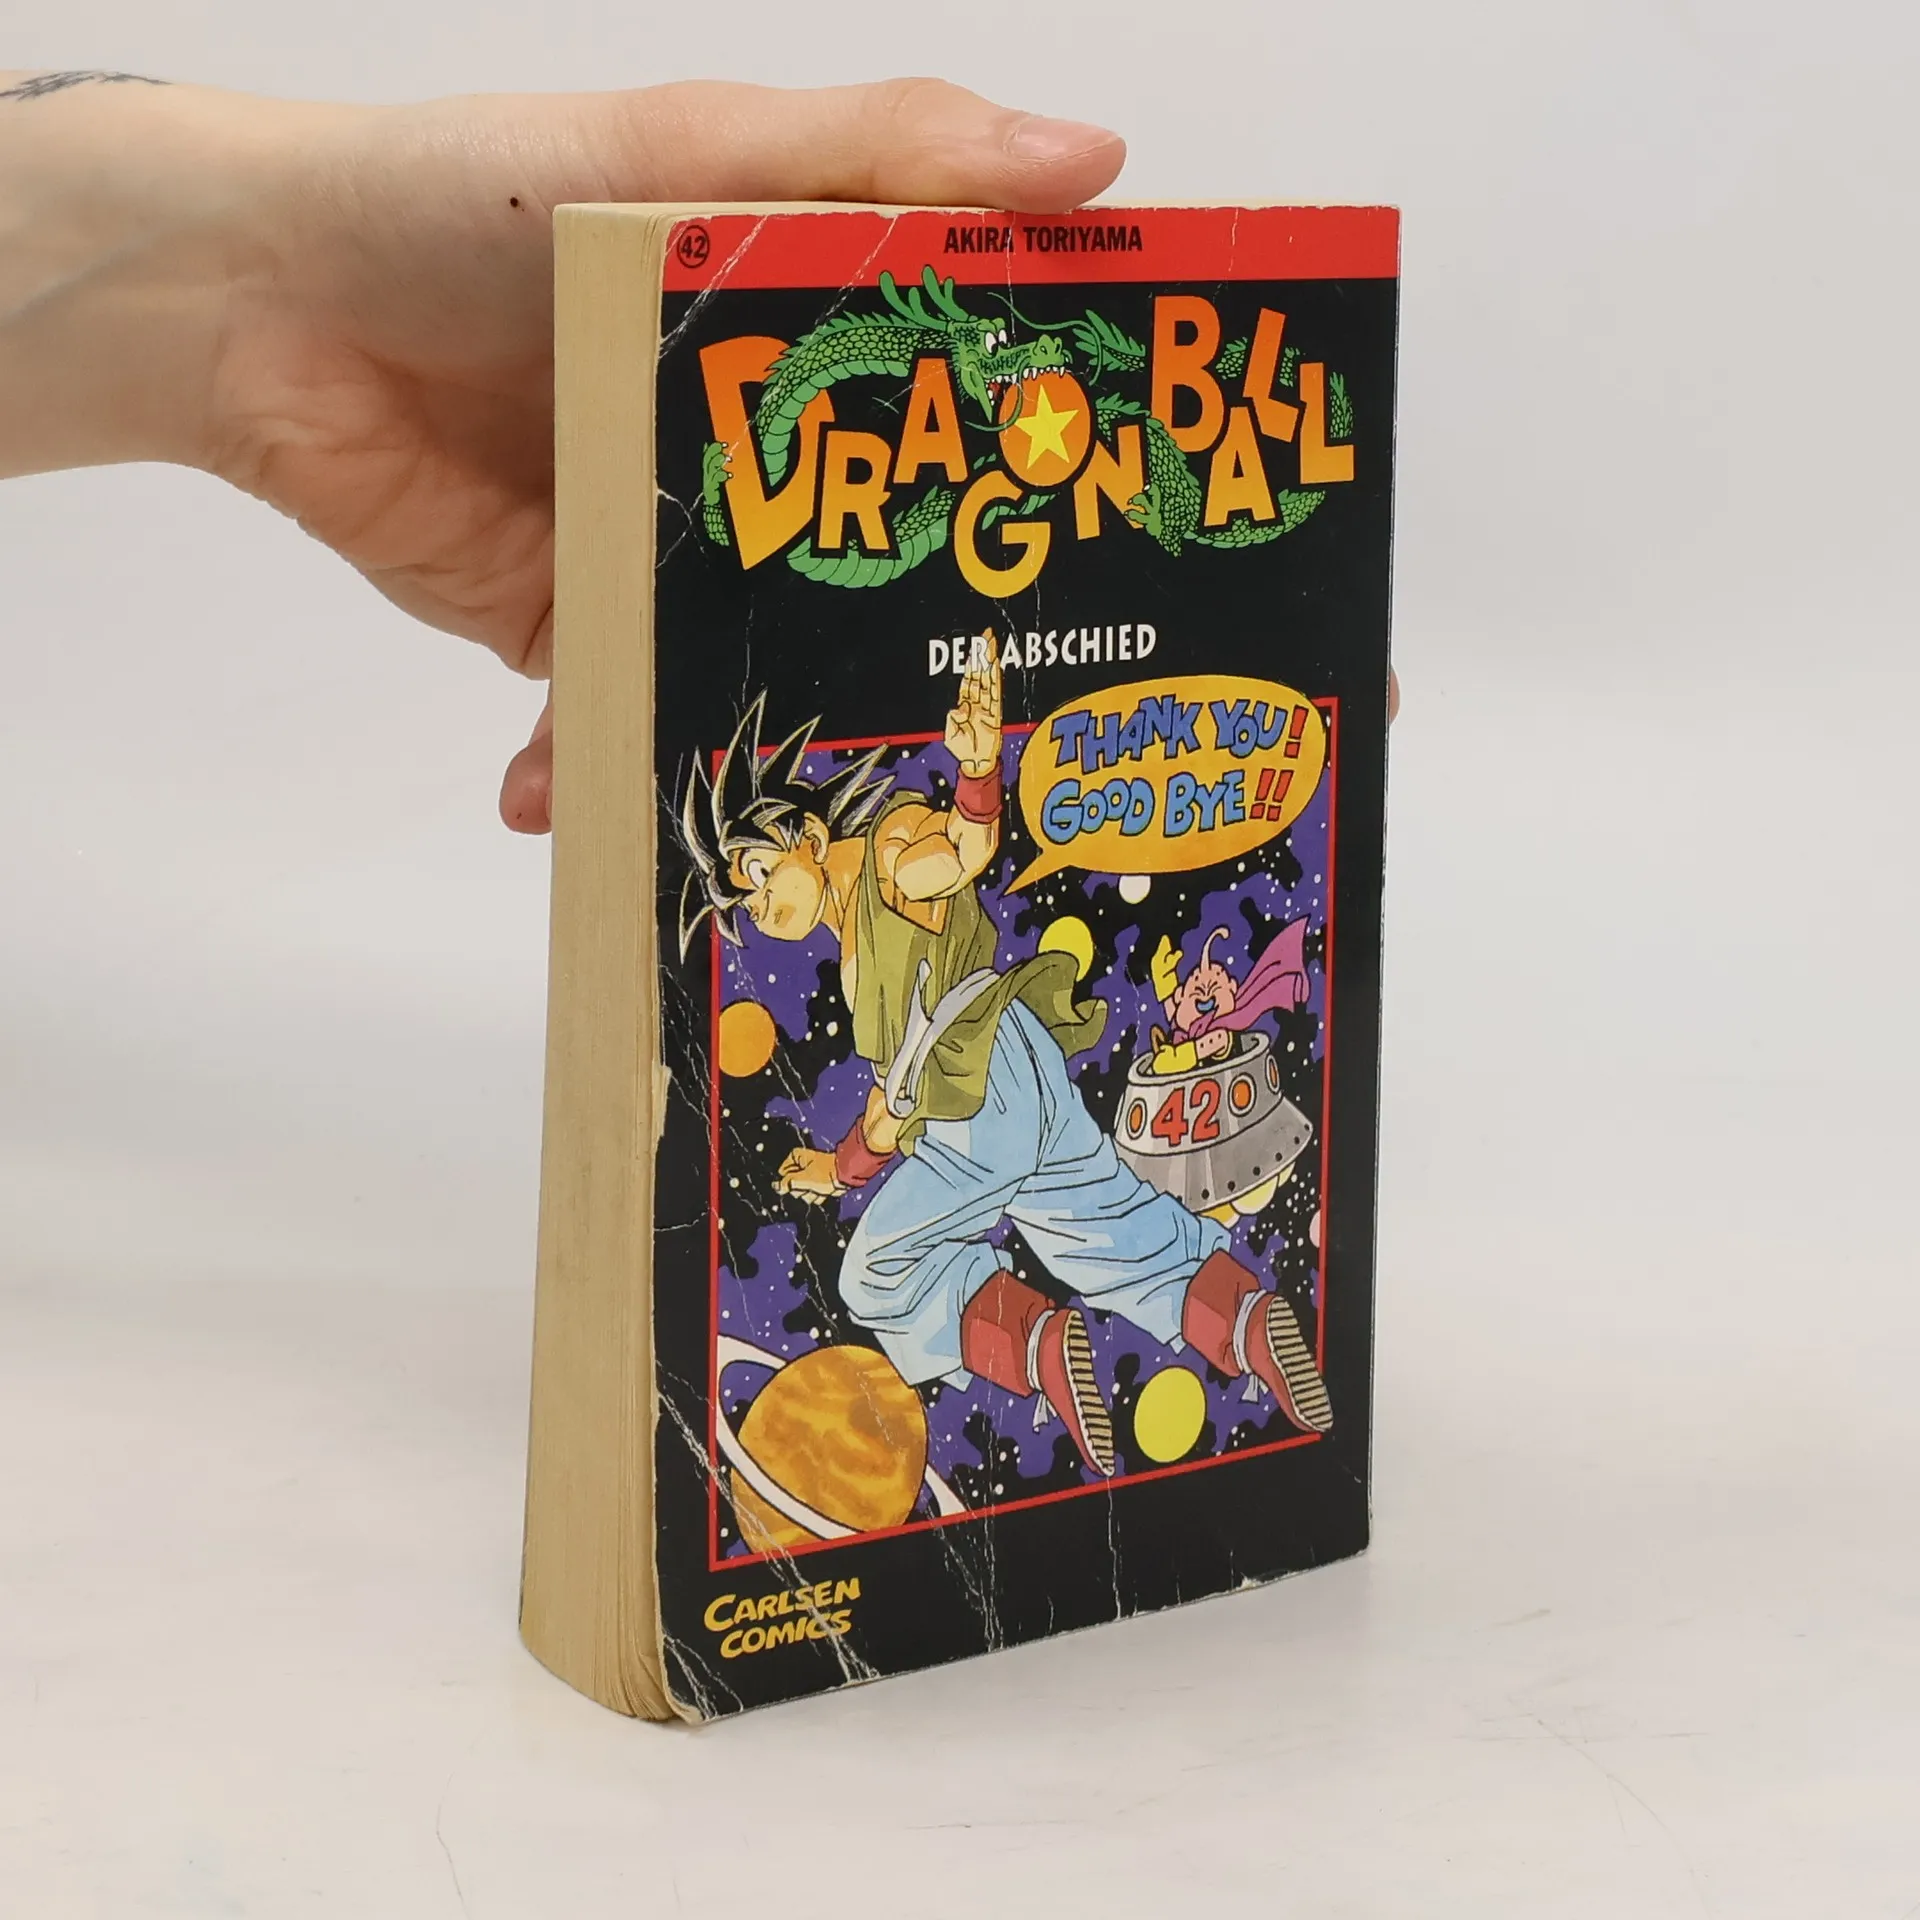 42
AKIRA TORIYAMA
DRAGON BALL
DER ABSCHIED
THANK YOU!
GOOD BYE!!
42
CARLSEN
COMICS